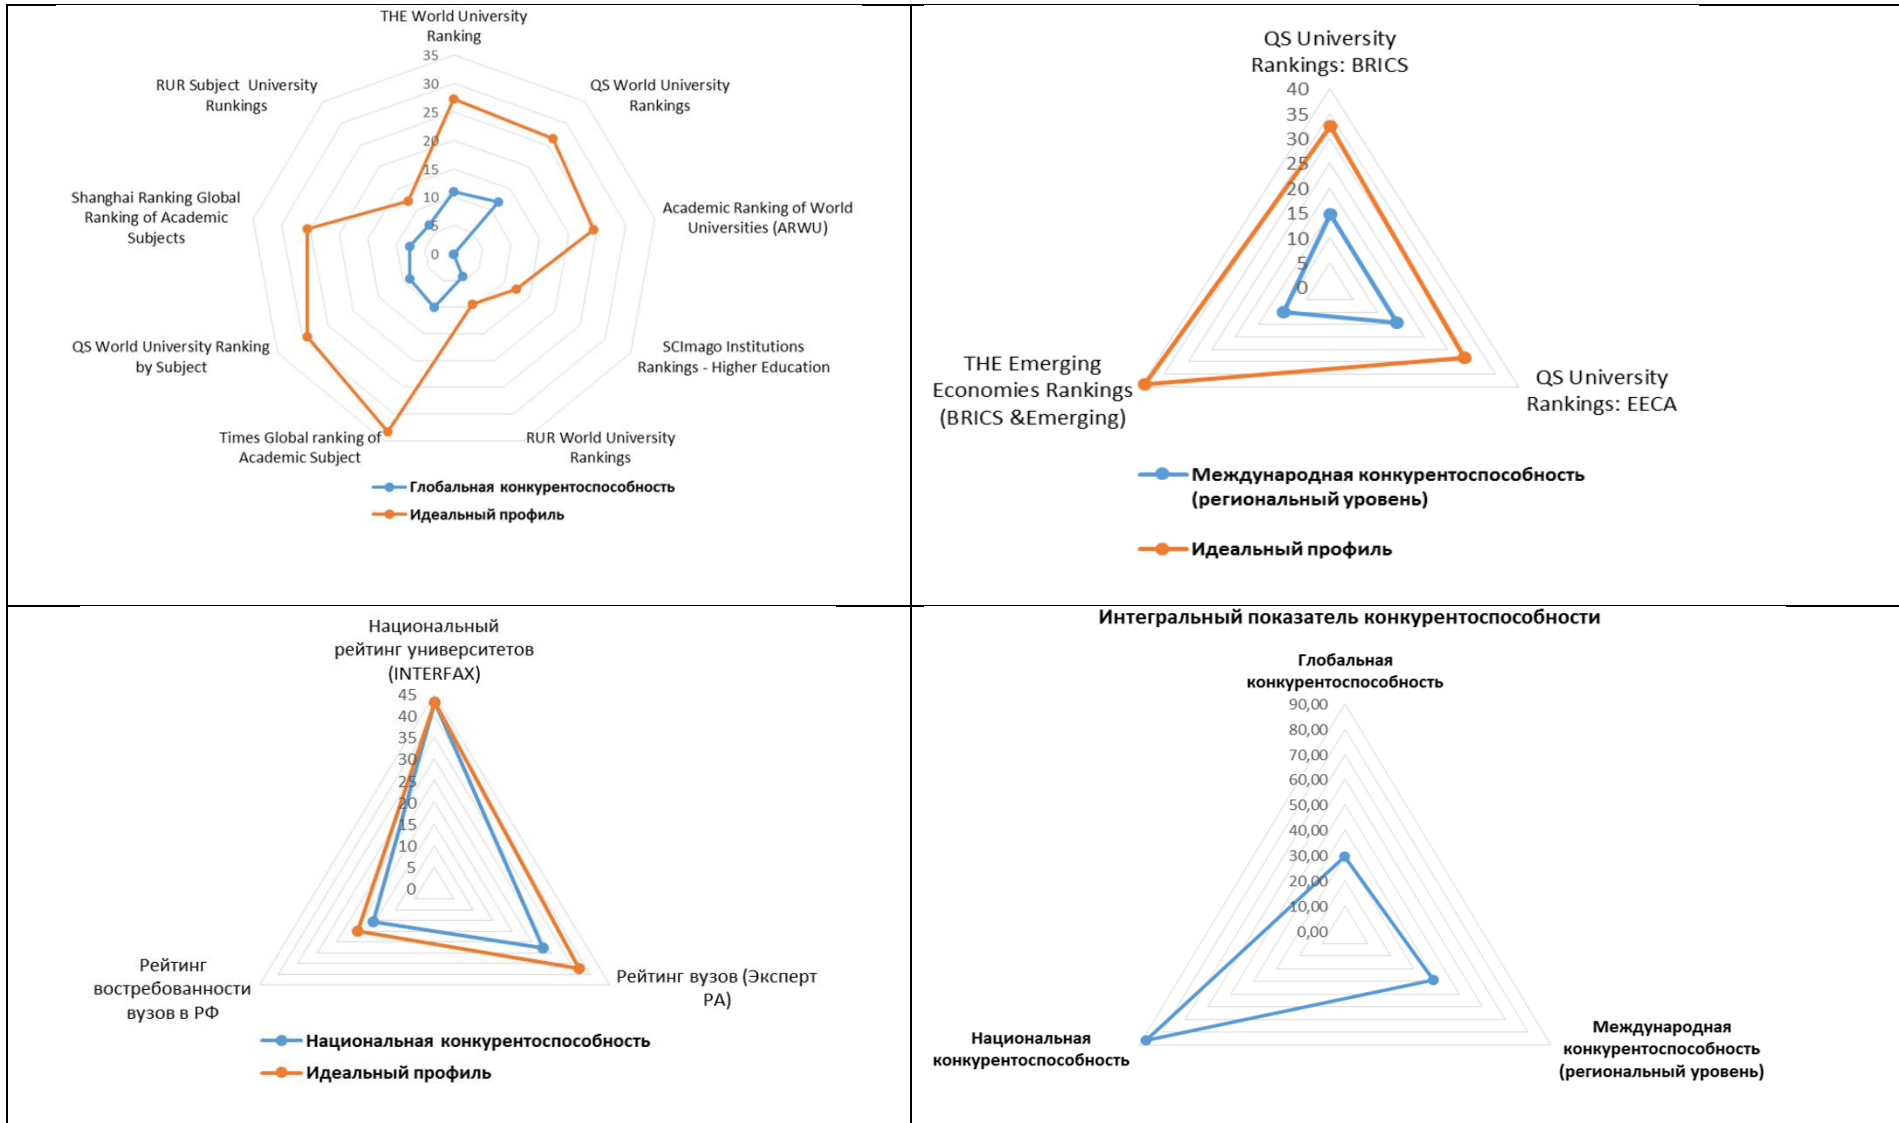 THE World University
Ranking
35
30
25
20
15
10
5
0
QS World University
Rankings
Academic Ranking of World
Universities (ARWU)
SCImago Institutions
Rankings - Higher Education
RUR World University
Rankings
Times Global ranking of
Academic Subject
QS World University Ranking
by Subject
Shanghai Ranking Global
Ranking of Academic
Subjects
RUR Subject University
Runkings
Глобальная конкурентоспособность
Идеальный профиль
QS University
Rankings: BRICS
40
35
30
25
20
15
10
5
0
QS University
Rankings: EECA
THE Emerging
Economies Rankings
(BRICS &Emerging)
Международная конкурентоспособность
(региональный уровень)
Идеальный профиль
Национальный
рейтинг университетов
(INTERFAX)
45
40
35
30
25
20
15
10
5
0
Рейтинг вузов (Эксперт
РА)
Рейтинг
востребованности
вузов в РФ
Национальная конкурентоспособность
Идеальный профиль
Интегральный показатель конкурентоспособности
Глобальная
конкурентоспособность
90,00
80,00
70,00
60,00
50,00
40,00
30,00
20,00
10,00
0,00
Международная
конкурентоспособность
(региональный уровень)
Национальная
конкурентоспособность